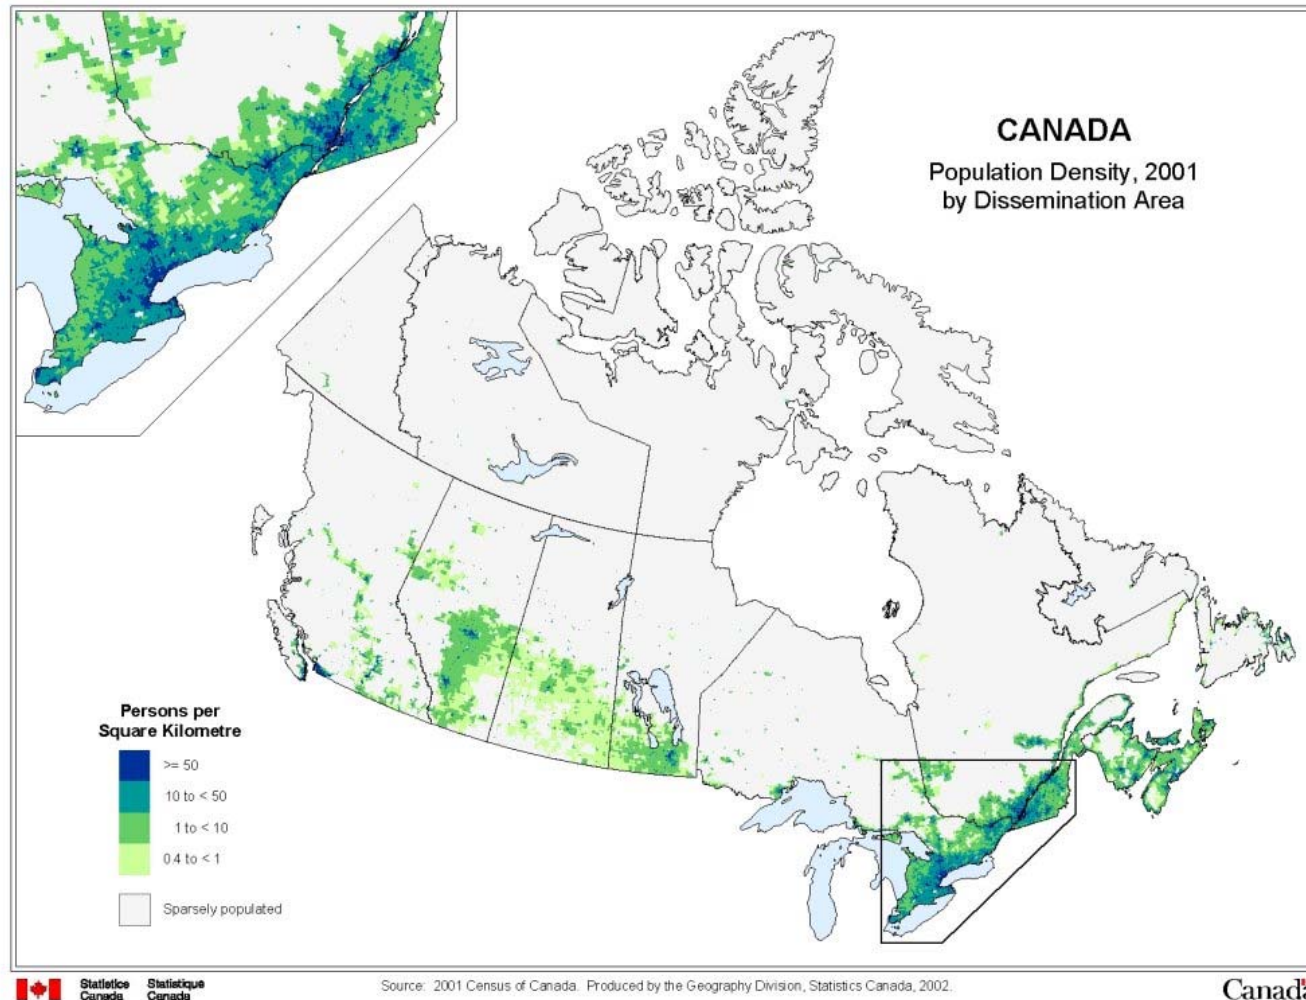 CANADA
Population Density, 2001
by Dissemination Area
Persons per
Square Kilometre
>= 50
10 to < 50
1 to < 10
0.4 to < 1
Sparsely populated
Statistics Statistique
Canada Canada
Source: 2001 Census of Canada. Produced by the Geography Division, Statistics Canada, 2002.
Canada